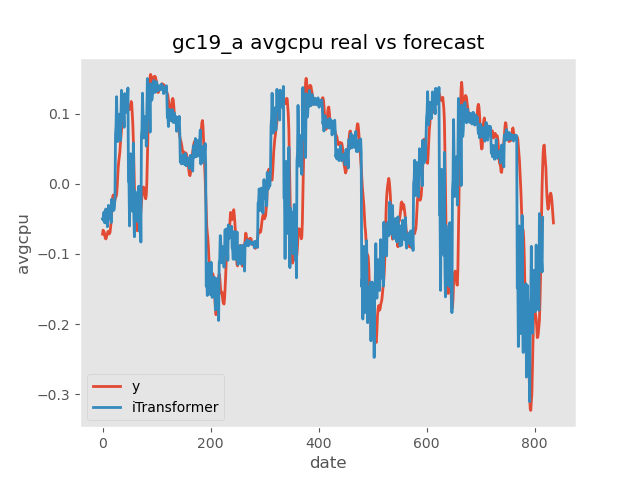 gc19_a avgcpu real vs forecast
avgcpu
0.1
0.0
−0.1
−0.2
−0.3
y
iTransformer
0
200
400
600
800
date